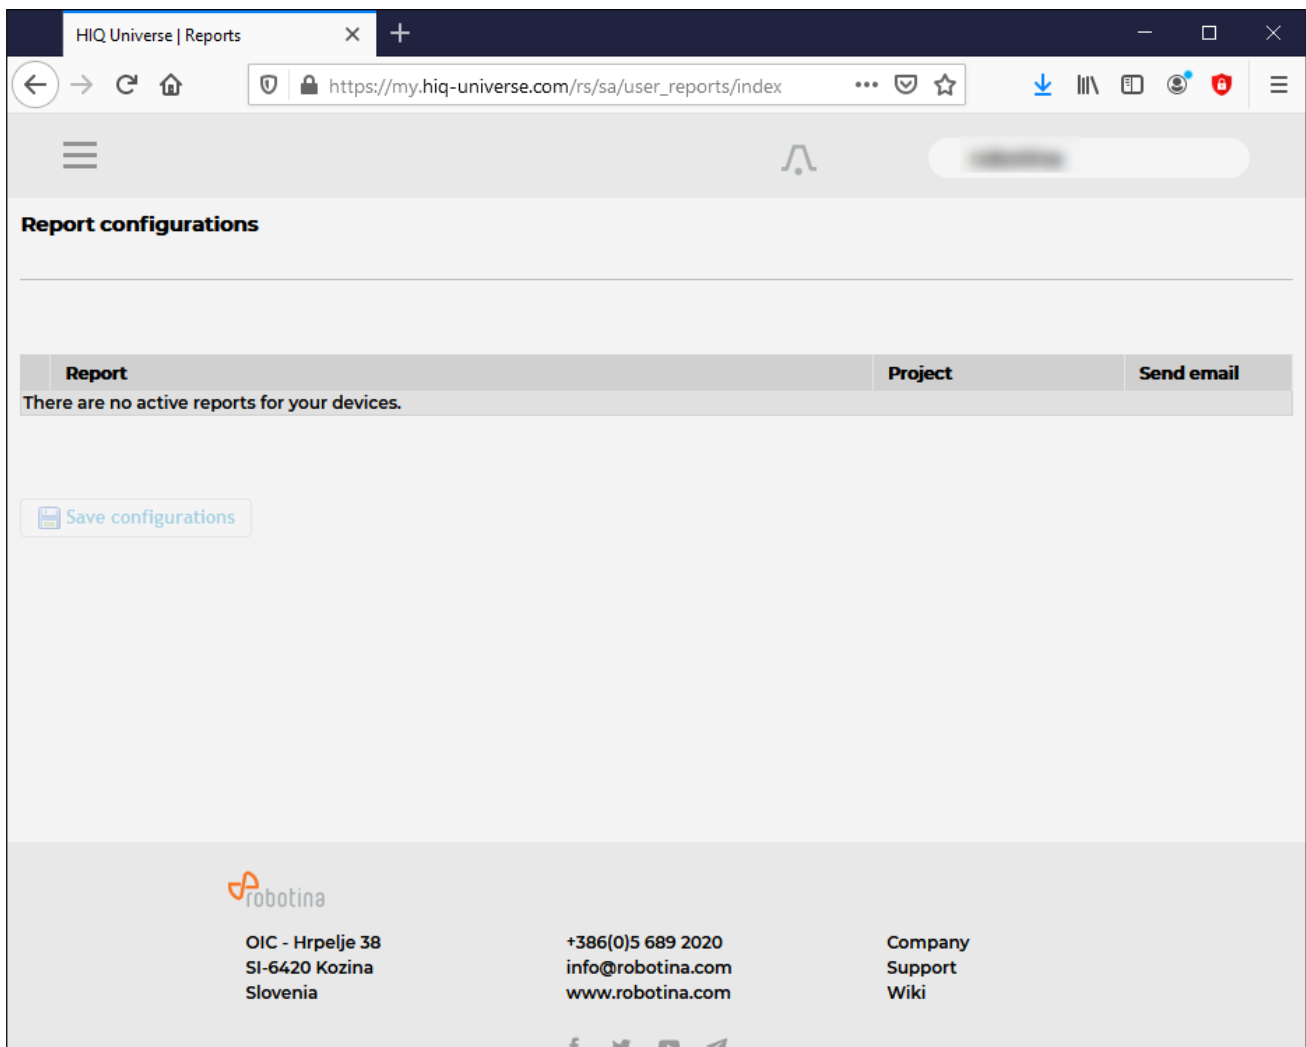 HIQ Universe | Reports
https://my.hiq-universe.com/rs/sa/user_reports/index
Report configurations
Report Project Send email
There are no active reports for your devices.
Save configurations
robotina
OIC - Hrpelje 38
SI-6420 Kozina
Slovenia
+386(0)5 689 2020
info@robotina.com
www.robotina.com
Company
Support
Wiki